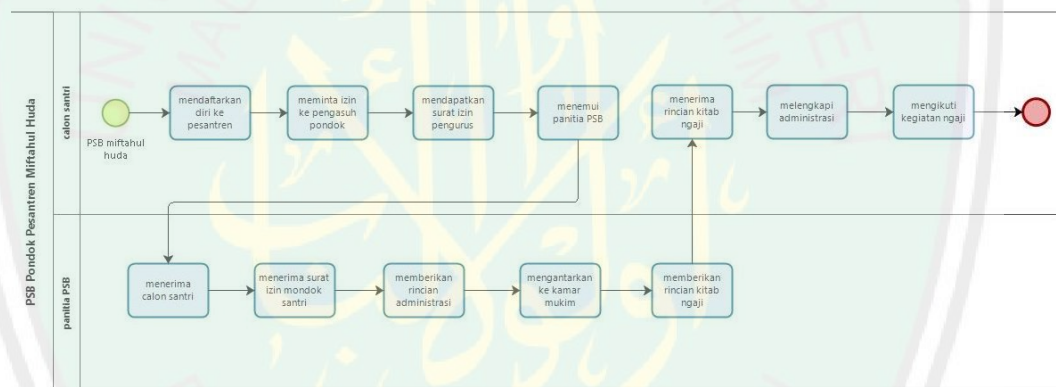 PSB Pondok Pesantren Miftahul Huda
calon santri
PSB miftahul
huda
mendaftarkan
diri ke
pesantren
meminta izin
ke pengasuh
pondok
mendapatkan
surat izin
pengurus
menemui
panitia PSB
menerima
rincian kitab
ngaji
melengkapi
administrasi
mengikuti
kegiatan ngaji
panitia PSB
menerima
calon santri
menerima surat
izin mondok
santri
memberikan
rincian
administrasi
mengantarkan
ke kamar
mukim
memberikan
rincian kitab
ngaji